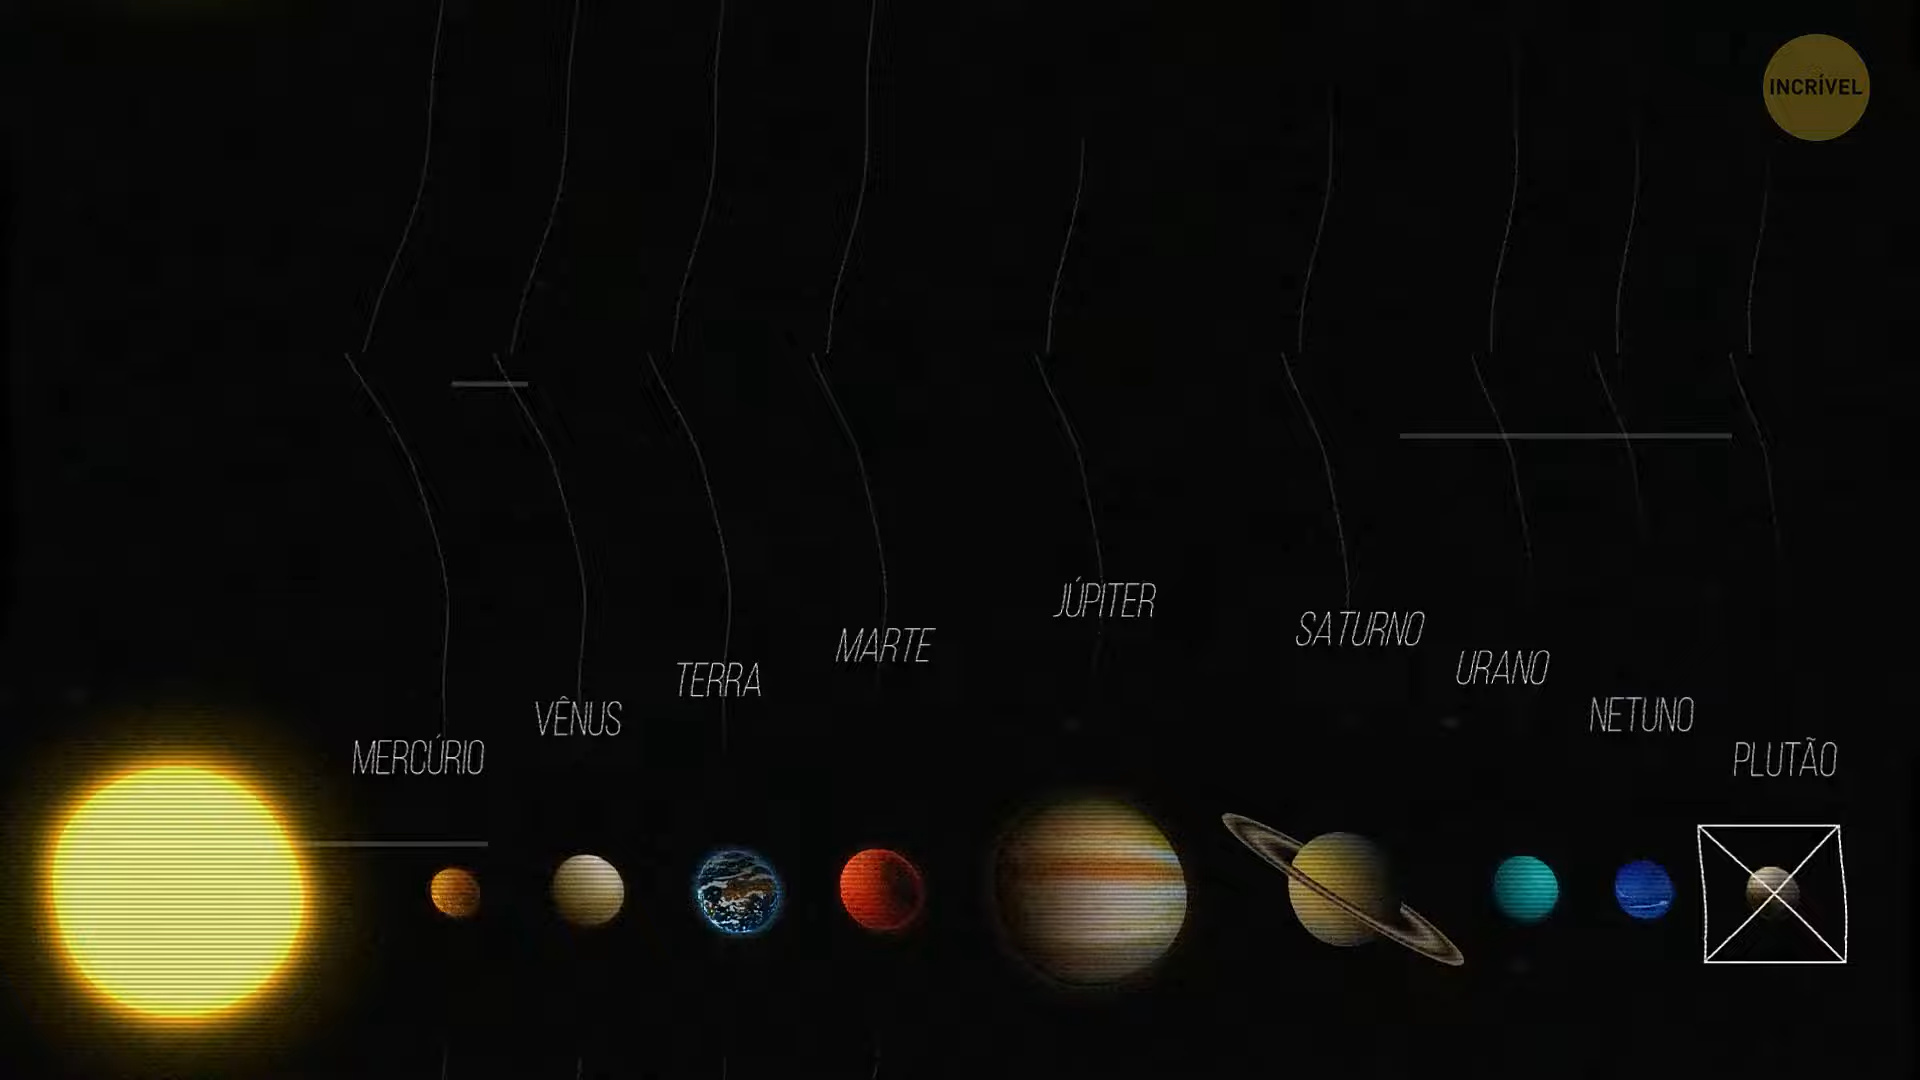 INCRÍVEL
MERCÚRIO
VÊNUS
TERRA
MARTE
JÚPITER
SATURNO
URANO
NETUNO
PLUTÃO